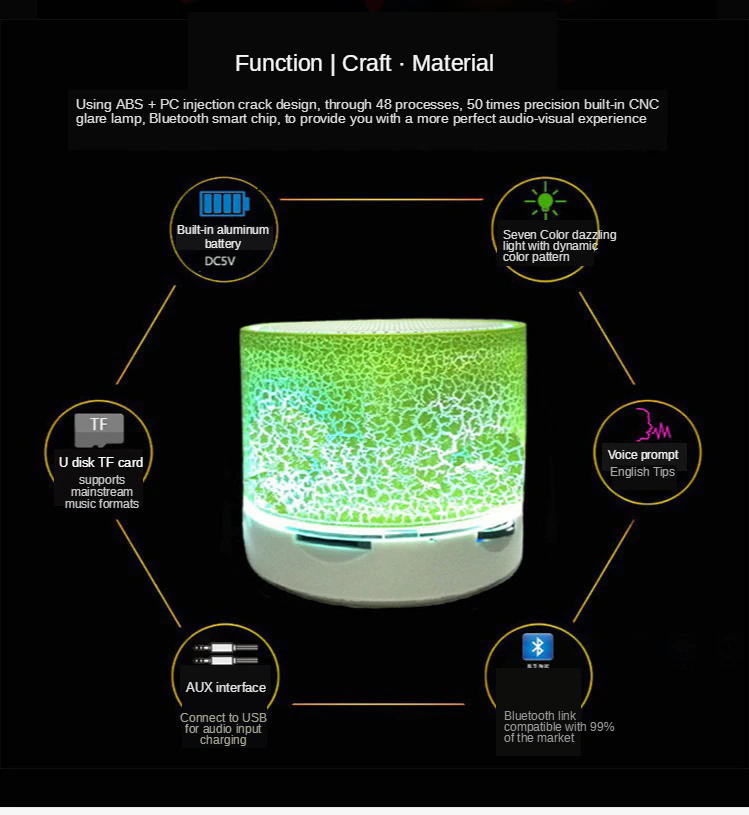 Function | Craft · Material
Using ABS + PC injection crack design, through 48 processes, 50 times precision built-in CNC
glare lamp, Bluetooth smart chip, to provide you with a more perfect audio-visual experience
Built-in aluminum
battery
DC5V
Seven Color dazzling
light with dynamic
color pattern
TF
U disk TF card
supports
mainstream
music formats
Voice prompt
English Tips
AUX interface
Connect to USB
for audio input
charging
Bluetooth link
compatible with 99%
of the market